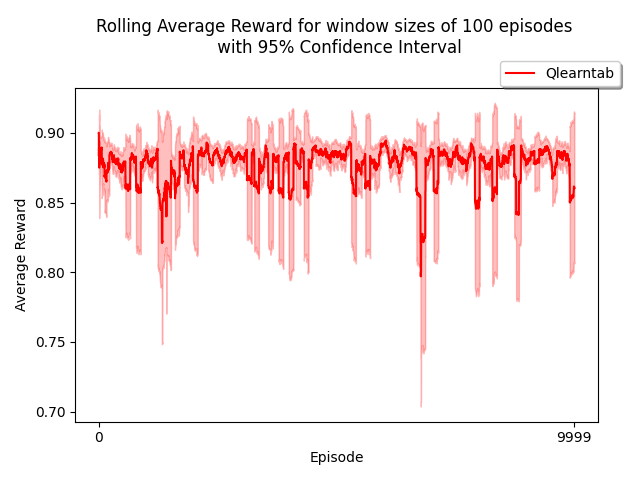 Rolling Average Reward for window sizes of 100 episodes
with 95% Confidence Interval
Qlearntab
0.90
0.85
0.80
0.75
0.70
Average Reward
0
9999
Episode